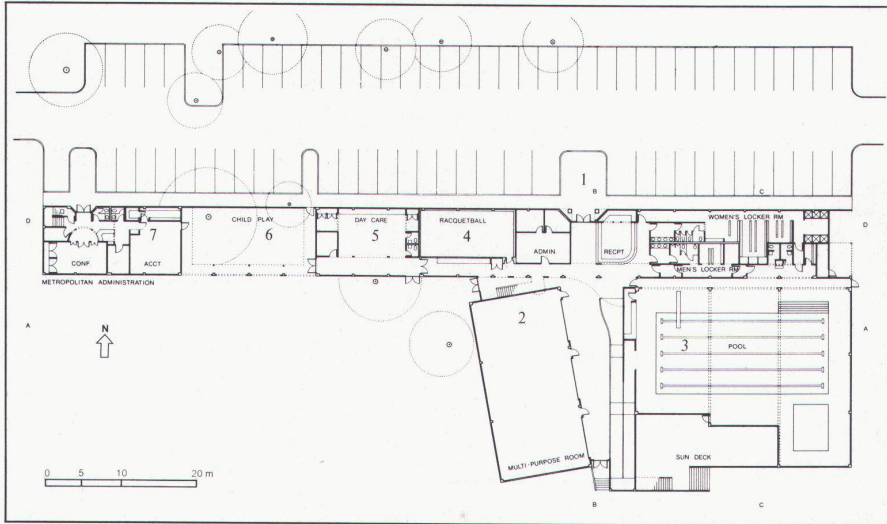 1
B
C
D
WOMEN'S LOCKER RM
D
7
CHILD PLAY
6
DAY CARE
5
RACQUETBALL
4
ADMIN
RECPT
CONF
ACCT
MEN'S LOCKER RM
METROPOLITAN ADMINISTRATION
2
A
3
POOL
A
N
MULTI-PURPOSE ROOM
SUN DECK
0 5 10 20 m
B
C